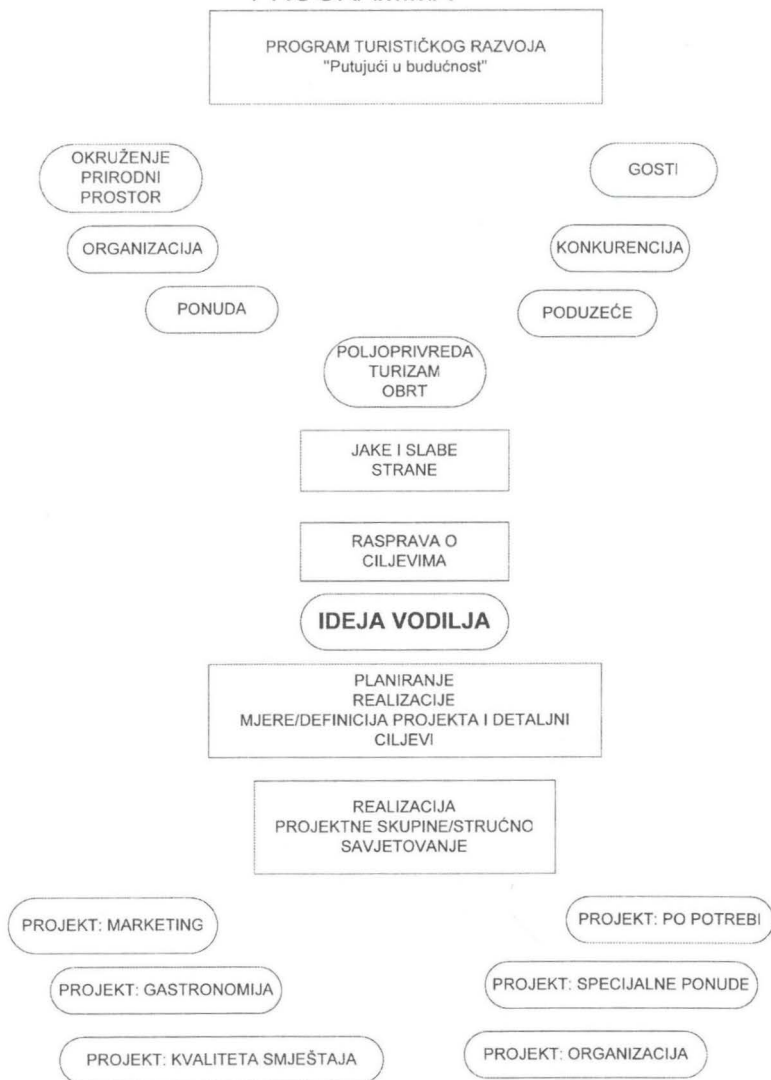 PROGRAM TURISTIČKOG RAZVOJA
"Putujući u budućnost"
OKRUŽENJE
PRIRODNI
PROSTOR
GOSTI
ORGANIZACIJA
KONKURENCIJA
PONUDA
PODUZEĆE
POLJOPRIVREDA
TURIZAM
OBRT
JAKE I SLABE
STRANE
RASPRAVA O
CILJEVIMA
IDEJA VODILJA
PLANIRANJE
REALIZACIJE
MJERE/DEFINICIJA PROJEKTA I DETALJNI
CILJEVI
REALIZACIJA
PROJEKTNE SKUPINE/STRUĆNO
SAVJETOVANJE
PROJEKT: MARKETING
PROJEKT: PO POTREBI
PROJEKT: GASTRONOMIJA
PROJEKT: SPECIJALNE PONUDE
PROJEKT: KVALITETA SMJEŠTAJA
PROJEKT: ORGANIZACIJA